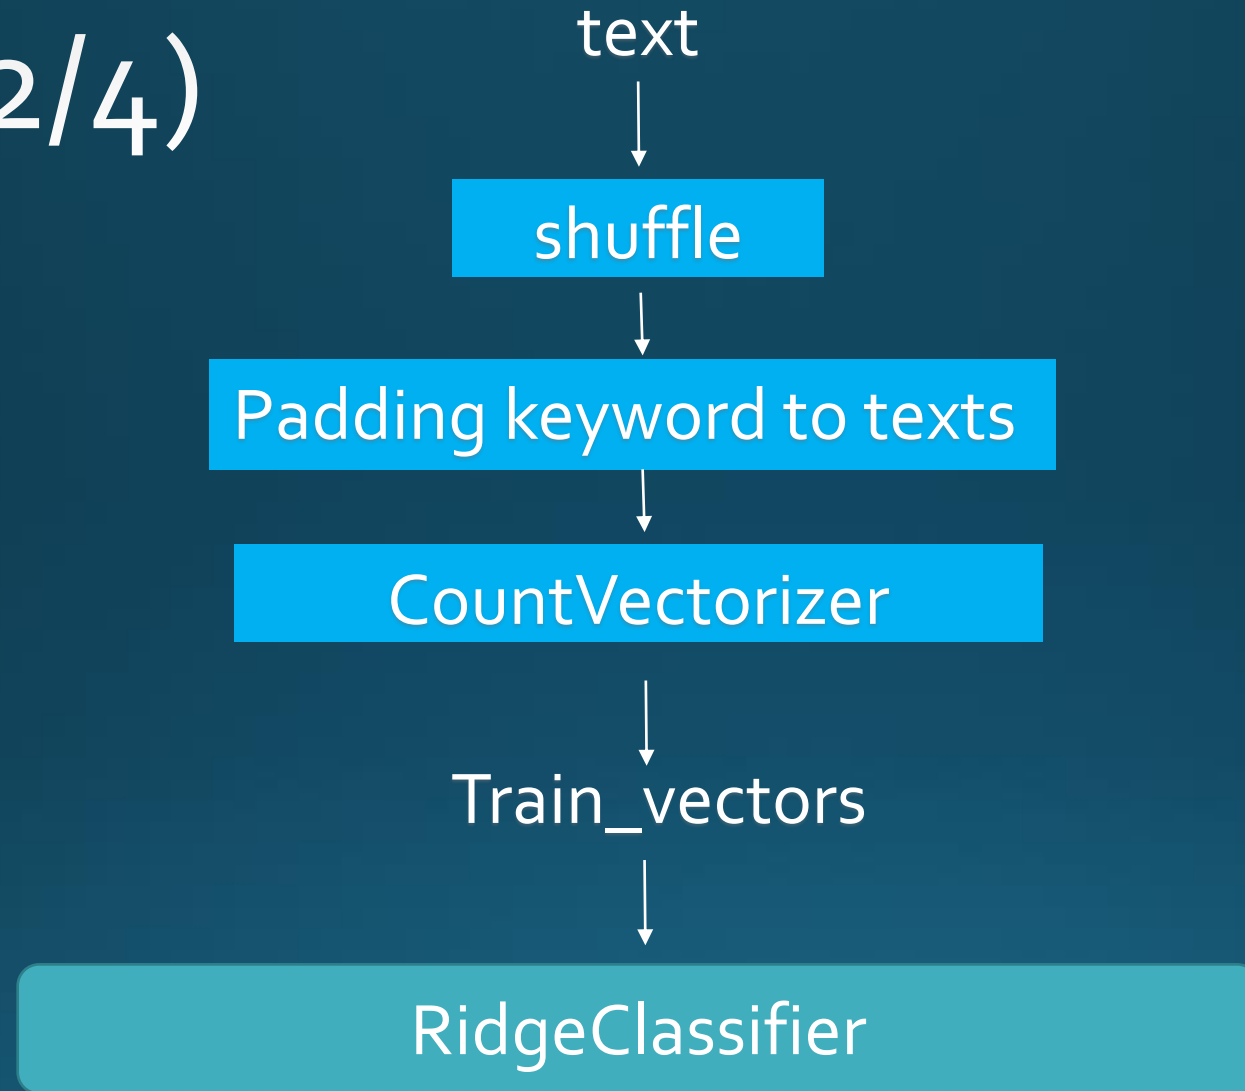 2/4)
text
shuffle
Padding keyword to texts
CountVectorizer
Train_vectors
RidgeClassifier